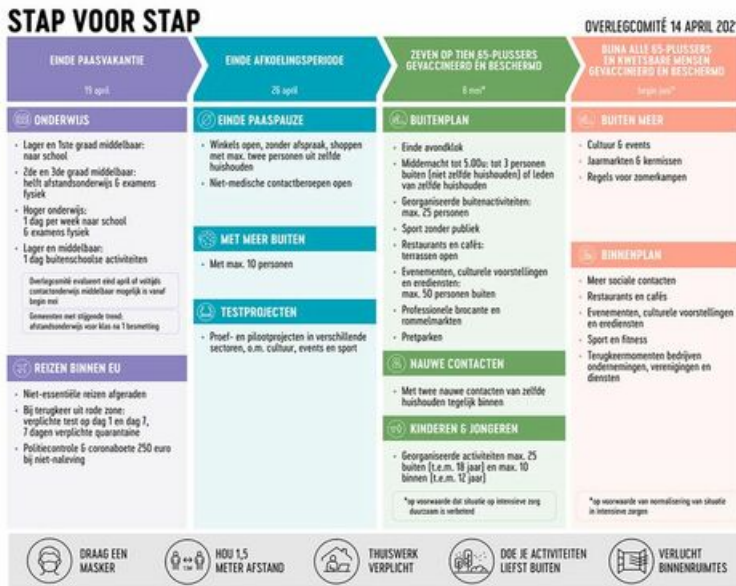 STAP VOOR STAP
OVERLEGCOMITÉ 14 APRIL 2021
EINDE PAASVAKANTIE
19 april
ONDERWIJS
- Lager en 1ste graad middelbaar:
naar school
- 2de en 3de graad middelbaar:
helft afstandsonderwijs & examens
fysiek
- Hoger onderwijs:
1 dag per week naar school
& examens fysiek
- Lager en middelbaar:
1 dag buitenschoolse activiteiten
Overlegcomité evalueert eind april of voltijds
contactonderwijs middelbaar mogelijk is vanaf
begin mei
Gemeenten met stijgende trend:
afstandsonderwijs voor klas na 1 besmetting
REIZEN BINNEN EU
- Niet-essentiële reizen afgeraden
- Bij terugkeer uit rode zone:
verplichte test op dag 1 en dag 7,
7 dagen verplichte quarantaine
- Politiecontrole & coronaboete 250 euro
bij niet-naleving
EINDE AFKOELINGSPERIODE
26 april
EINDE PAASPAUZE
- Winkels open, zonder afspraak, shoppen
met max. twee personen uit zelfde
huishouden
- Niet-medische contactberoepen open
MET MEER BUITEN
- Met max. 10 personen
TESTPROJECTEN
- Proef- en pilootprojecten in verschillende
sectoren, o.m. cultuur, events en sport
ZEVEN OP TIEN 65-PLUSSERS
GEVACCINEERD EN BESCHERMD
8 mei*
BUITENPLAN
- Einde avondklok
- Middernacht tot 5.00u: tot 3 personen
buiten (niet zelfde huishouden) of leden
van zelfde huishouden
- Georganiseerde buitenactiviteiten:
max. 25 personen
- Sport zonder publiek
- Restaurants en cafés:
terrassen open
- Evenementen, culturele voorstellingen
en erediensten:
max. 50 personen buiten
- Professionele brocante en
rommelmarkten
- Pretparken
NAUWE CONTACTEN
- Met twee nauwe contacten van zelfde
huishouden tegelijk binnen
KINDEREN & JONGEREN
- Georganiseerde activiteiten max. 25
buiten (t.e.m. 18 jaar) en max. 10
binnen (t.e.m. 12 jaar)
*op voorwaarde dat situatie op intensieve zorg
duurzaam is verbeterd
BIJNA ALLE 65-PLUSSERS
EN KWETSBARE MENSEN
GEVACCINEERD EN BESCHERMD
begin juni*
BUITEN MEER
- Cultuur & events
- Jaarmarkten & kermissen
- Regels voor zomerkampen
BINNENPLAN
- Meer sociale contacten
- Restaurants en cafés
- Evenementen, culturele voorstellingen
en erediensten
- Sport en fitness
- Terugkeermomenten bedrijven
ondernemingen, verenigingen en
diensten
*op voorwaarde van normalisering van situatie
in intensieve zorgen
DRAAG EEN
MASKER
HOU 1,5
METER AFSTAND
THUISWERK
VERPLICHT
DOE JE ACTIVITEITEN
LIEFST BUITEN
VERLUCHT
BINNENRUIMTES